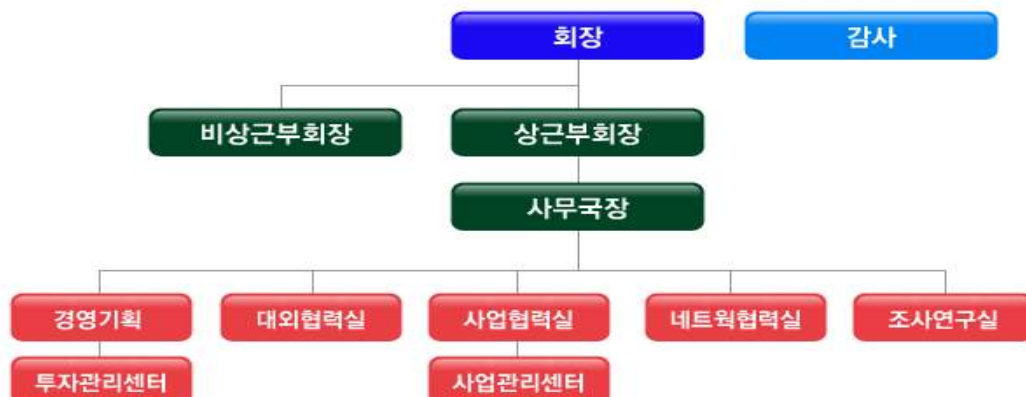 회장
감사
비상근부회장
상근부회장
사무국장
경영기획
대외협력실
사업협력실
네트웍협력실
조사연구실
투자관리센터
사업관리센터